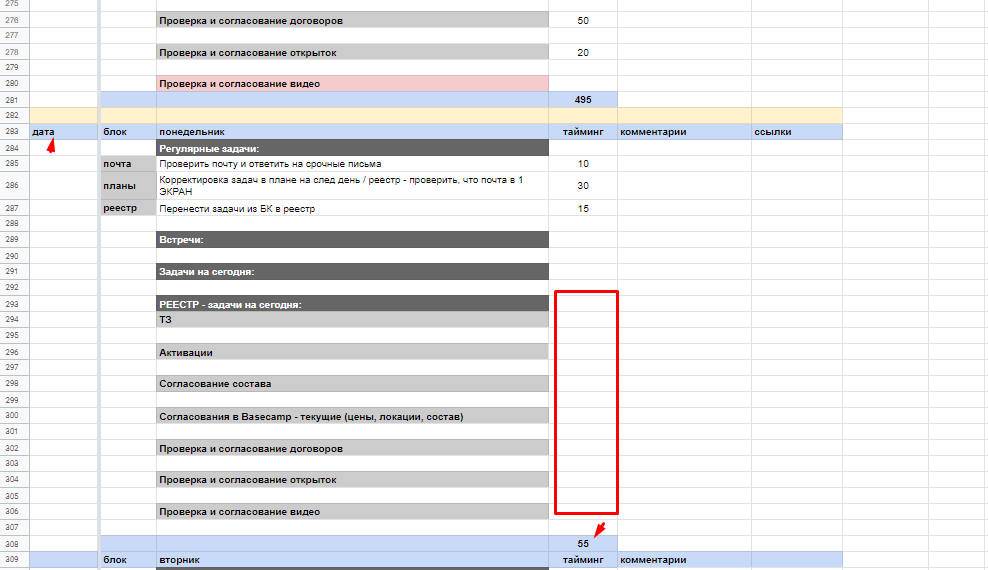 275
276 Проверка и согласование договоров 50
277
278 Проверка и согласование открыток 20
279
280 Проверка и согласование видео
281 495
282
283 дата блок понедельник тайминг комментарии ссылки
284 Регулярные задачи:
285 почта Проверить почту и ответить на срочные письма 10
286 планы Корректировка задач в плане на след день / реестр - проверить, что почта в 1 30
ЭКРАН
287 реестр Перенести задачи из БК в реестр 15
288
289 Встречи:
290
291 Задачи на сегодня:
292
293 РЕЕСТР - задачи на сегодня:
294 ТЗ
295
296 Активации
297
298 Согласование состава
299
300 Согласования в Basecamp - текущие (цены, локации, состав)
301
302 Проверка и согласование договоров
303
304 Проверка и согласование открыток
305
306 Проверка и согласование видео
307
308 55
309 блок вторник тайминг комментарии